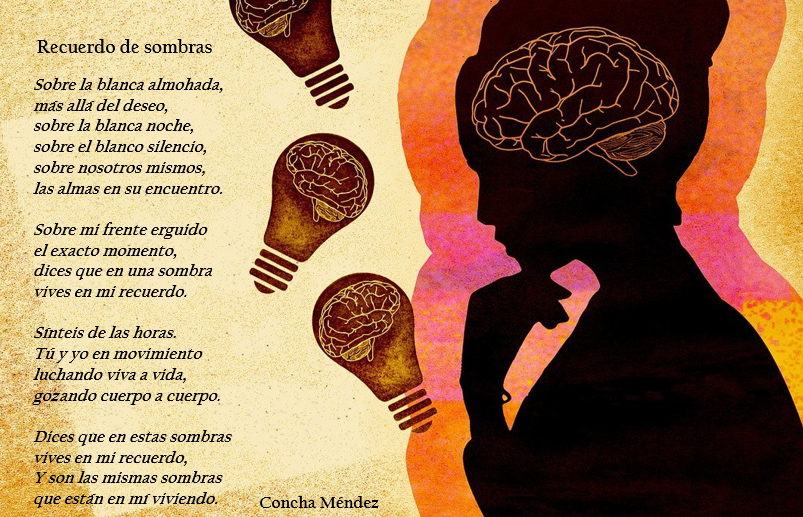 Recuerdo de sombras
Sobre la blanca almohada,
más allá del deseo,
sobre la blanca noche,
sobre el blanco silencio,
sobre nosotros mismos,
las almas en su encuentro.
Sobre mi frente erguido
el exacto momento,
dices que en una sombra
vives en mi recuerdo.
Sínteis de las horas.
Tú y yo en movimiento
luchando viva a vida,
gozando cuerpo a cuerpo.
Dices que en estas sombras
vives en mi recuerdo,
Y son las mismas sombras
que están en mí viviendo.
Concha Méndez